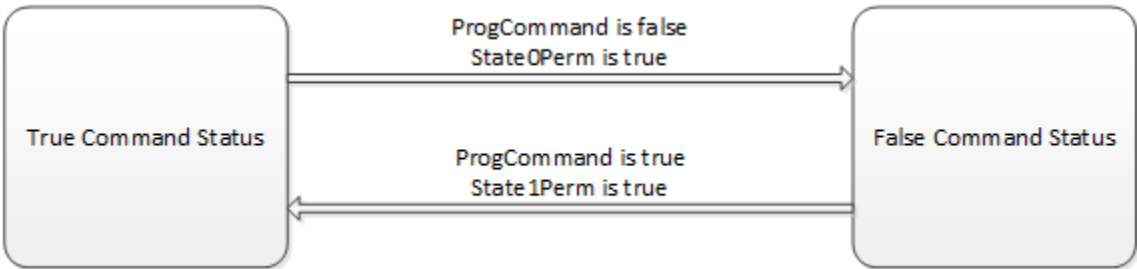 ProgCommand is false
State0Perm is true
True Command Status
False Command Status
ProgCommand is true
State1Perm is true